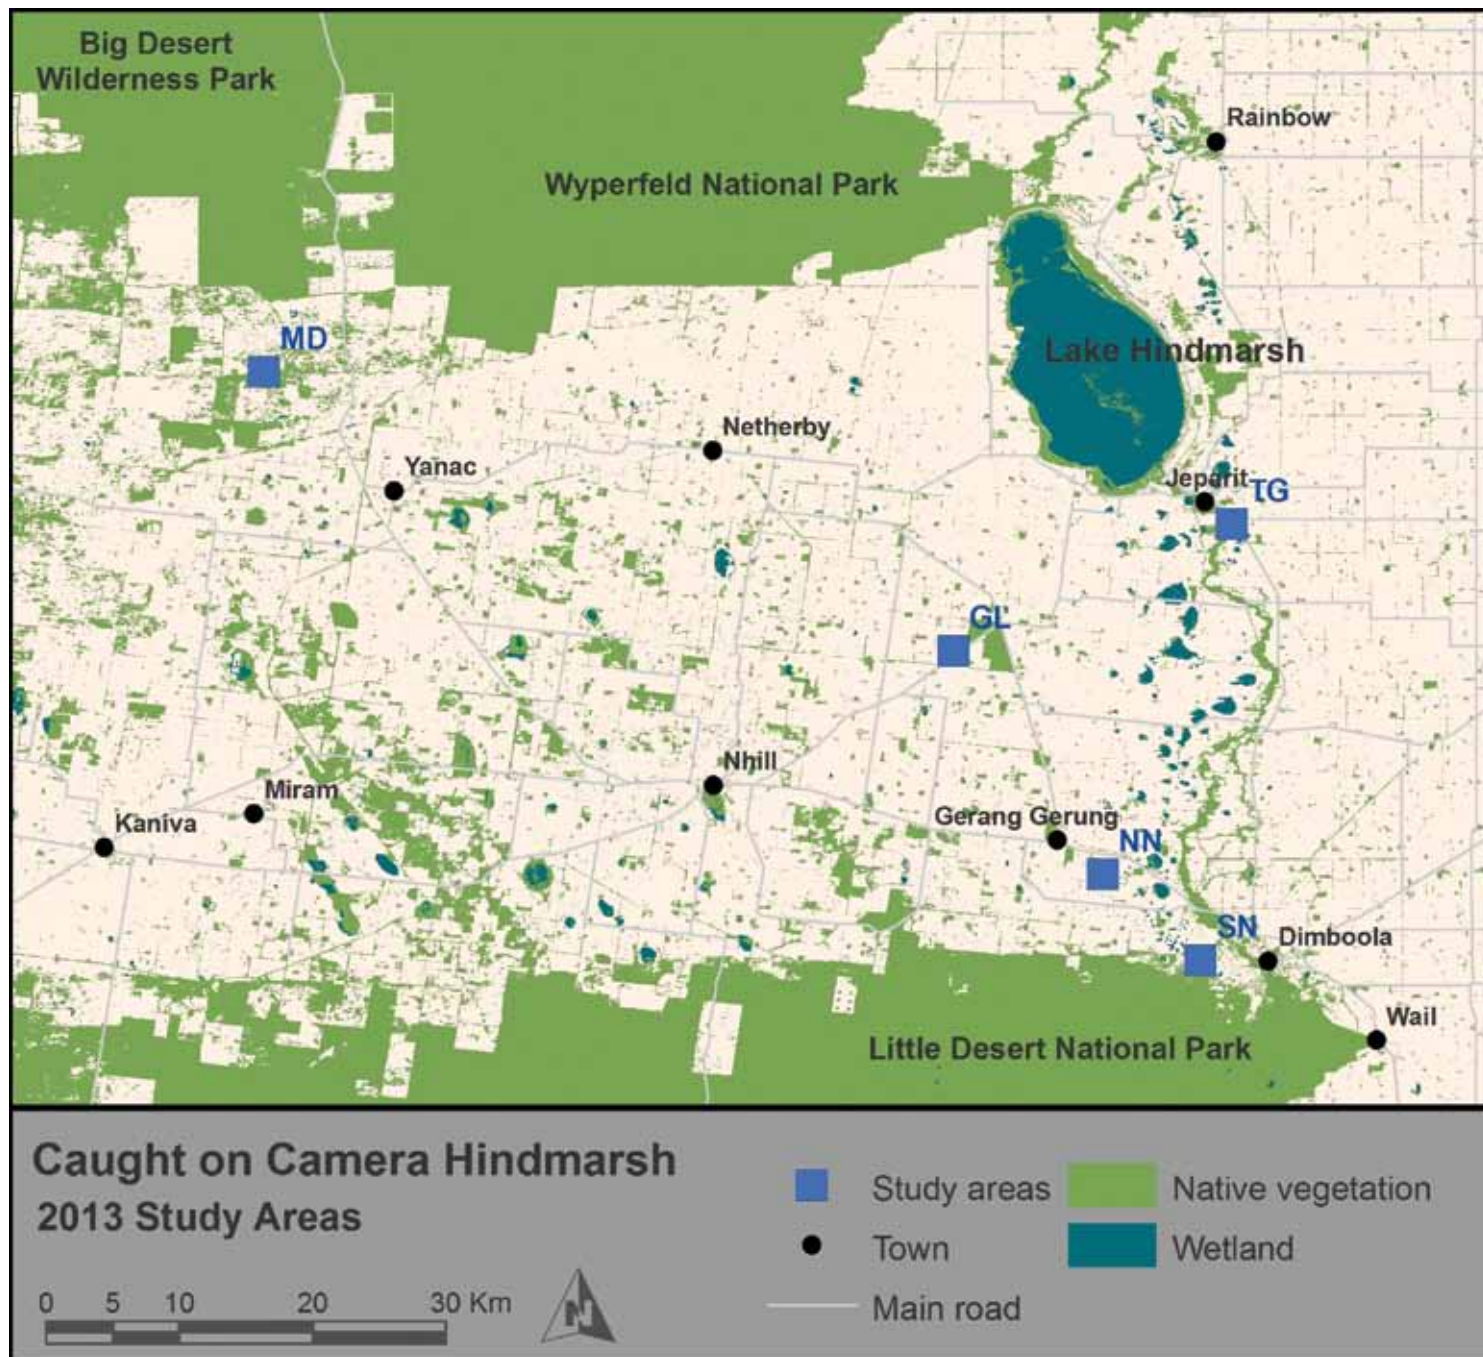 Big Desert
Wilderness Park
Rainbow
Wyperfeld National Park
MD
Lake Hindmarsh
Netherby
Yanac
Jeparit
TG
GL
Nhill
Miram
Kaniva
Gerang Gerung
NN
SN
Dimboola
Wail
Little Desert National Park
Caught on Camera Hindmarsh
2013 Study Areas
0 5 10 20 30 Km
N
Study areas
Native vegetation
Town
Wetland
Main road